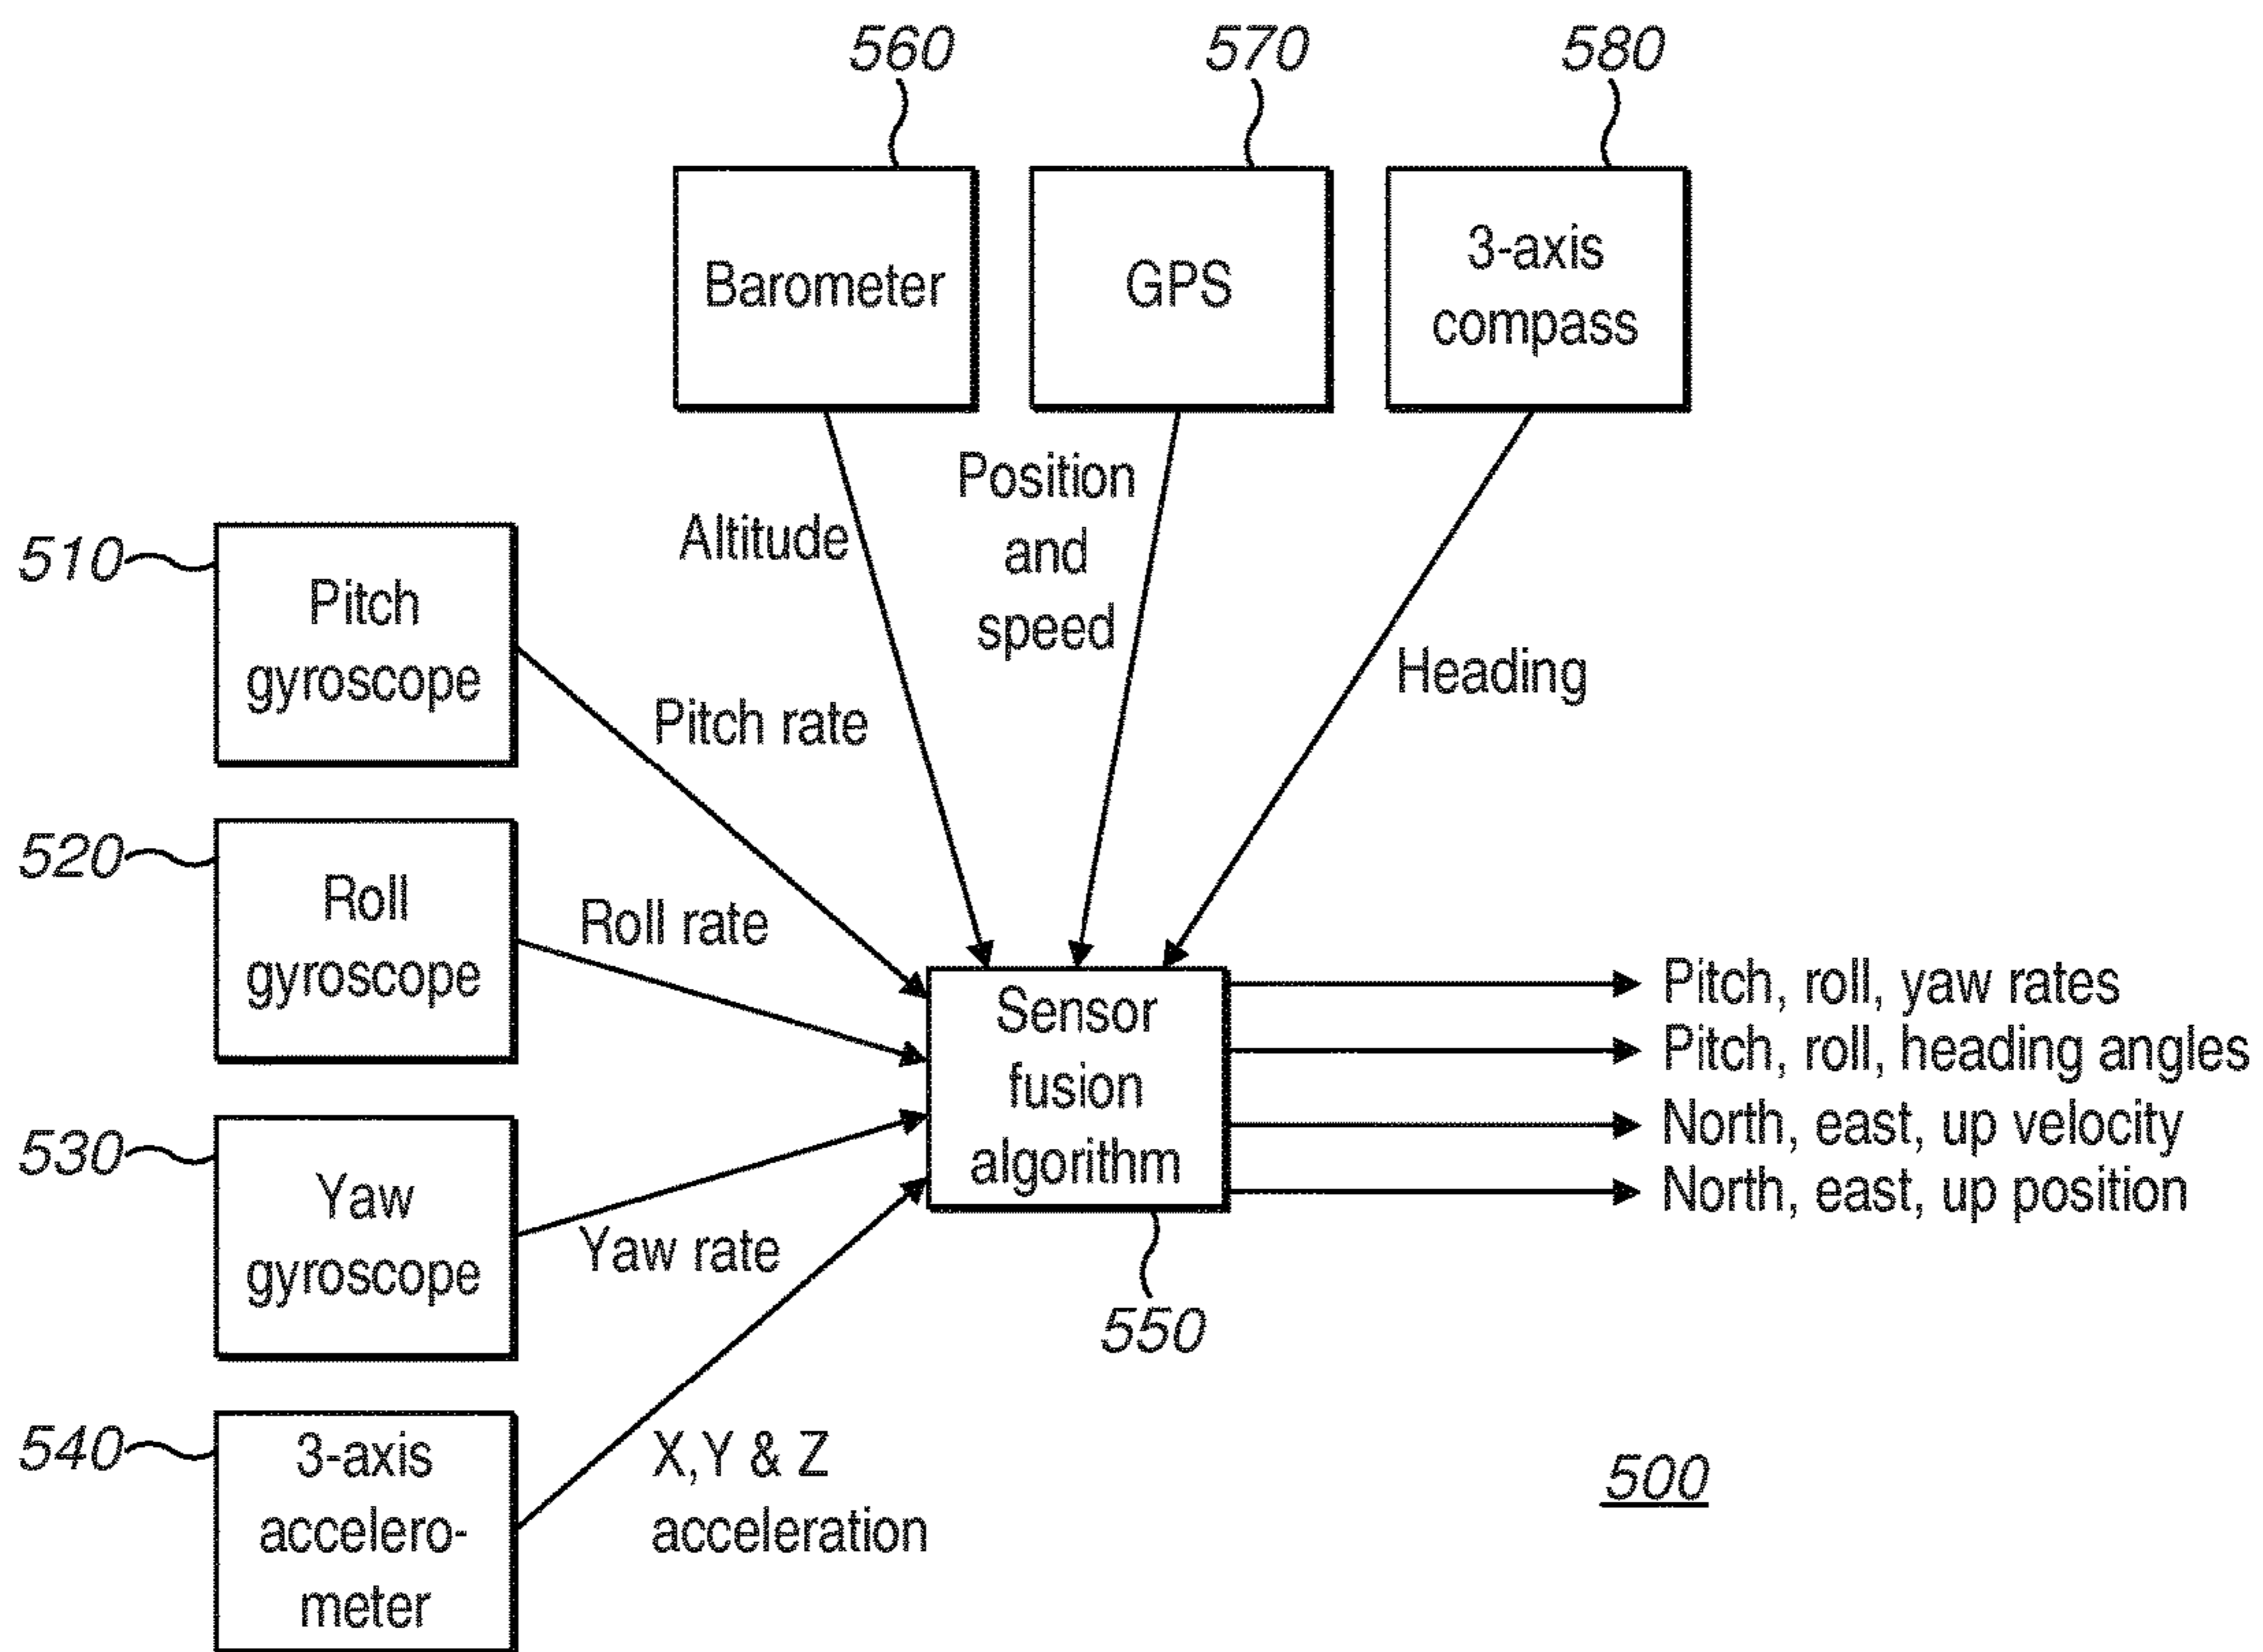 560
570
580
Barometer
GPS
3-axis
compass
Position
and
speed
Altitude
Heading
510
Pitch
gyroscope
Pitch rate
520
Roll
gyroscope
Roll rate
530
Yaw
gyroscope
Yaw rate
540
3-axis
accelero-
meter
X,Y & Z
acceleration
Sensor
fusion
algorithm
550
Pitch, roll, yaw rates
Pitch, roll, heading angles
North, east, up velocity
North, east, up position
500